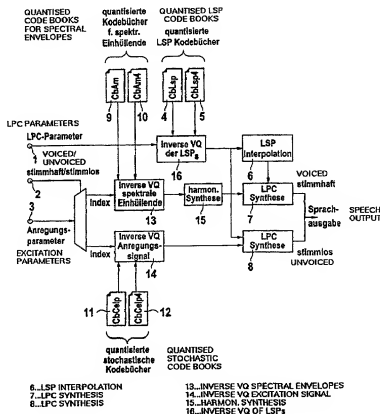 QUANTISED
CODE BOOKS
FOR SPECTRAL
ENVELOPES
quantisierte
Kodebücher
f. spektr.
Einhüllende
QUANTISED LSP
CODE BOOKS
quantisierte
LSP Kodebücher
CbAm
CbAm4
CbLsp
CbLsp4
9
10
4
5
LPC PARAMETERS
LPC-Parameter
1
VOICED/
UNVOICED
stimmhaft/stimmlos
2
3
Anregungs-
parameter
EXCITATION
PARAMETERS
Inverse VQ
der LSPs
16
LSP
Interpolation
6
VOICED
stimmhaft
Index
Inverse VQ
spektrale
Einhüllende
13
harmon.
Synthese
15
LPC
Synthese
7
Sprach-
ausgabe
SPEECH
OUTPUT
Index
Inverse VQ
Anregungs-
signal
14
LPC
Synthese
8
stimmlos
UNVOICED
11
CbCelp
CbCelp4
12
quantisierte
stochastische
Kodebücher
QUANTISED
STOCHASTIC
CODE BOOKS
6...LSP INTERPOLATION
7...LPC SYNTHESIS
8...LPC SYNTHESIS
13...INVERSE VQ SPECTRAL ENVELOPES
14...INVERSE VQ EXCITATION SIGNAL
15...HARMON. SYNTHESIS
16...INVERSE VQ OF LSPs